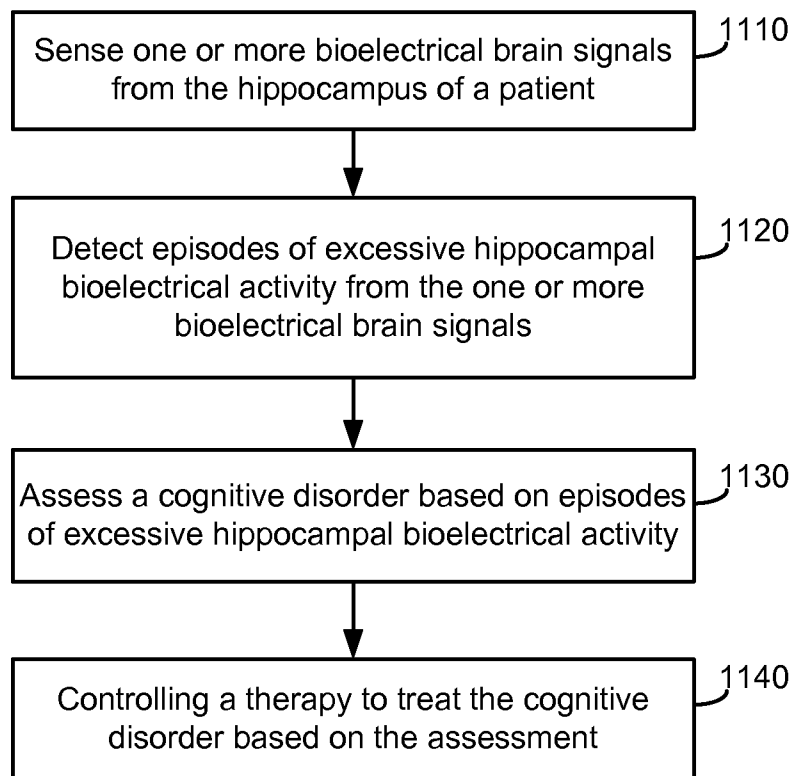 1110
Sense one or more bioelectrical brain signals
from the hippocampus of a patient
1120
Detect episodes of excessive hippocampal
bioelectrical activity from the one or more
bioelectrical brain signals
1130
Assess a cognitive disorder based on episodes
of excessive hippocampal bioelectrical activity
1140
Controlling a therapy to treat the cognitive
disorder based on the assessment